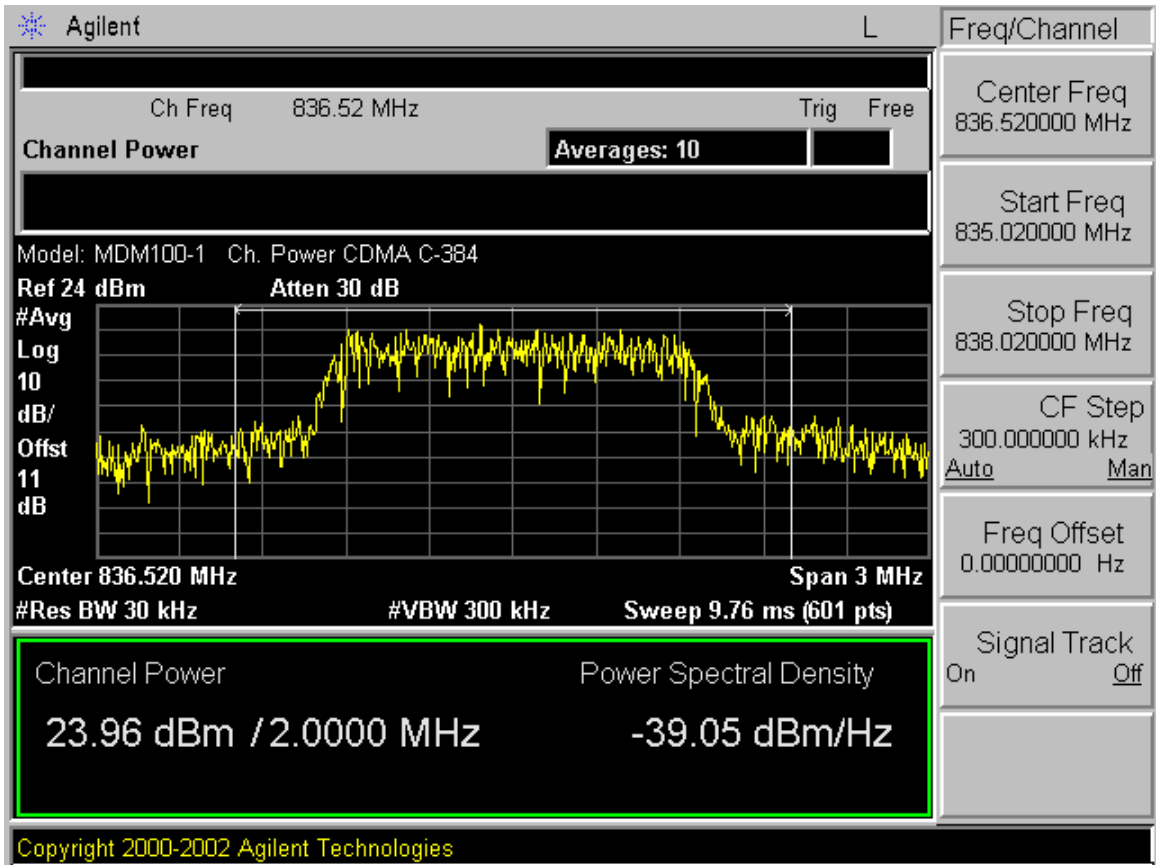 Agilent L
Freq/Channel
Ch Freq 836.52 MHz Trig Free
Channel Power Averages: 10
Model: MDM100-1 Ch. Power CDMA C-384
Ref 24 dBm Atten 30 dB
#Avg
Log
10
dB/
Offst
11
dB
Center 836.520 MHz Span 3 MHz
#Res BW 30 kHz #VBW 300 kHz Sweep 9.76 ms (601 pts)
Channel Power Power Spectral Density
23.96 dBm / 2.0000 MHz -39.05 dBm/Hz
Copyright 2000-2002 Agilent Technologies
Center Freq
836.520000 MHz
Start Freq
835.020000 MHz
Stop Freq
838.020000 MHz
CF Step
300.000000 kHz
Auto Man
Freq Offset
0.00000000 Hz
Signal Track
On Off